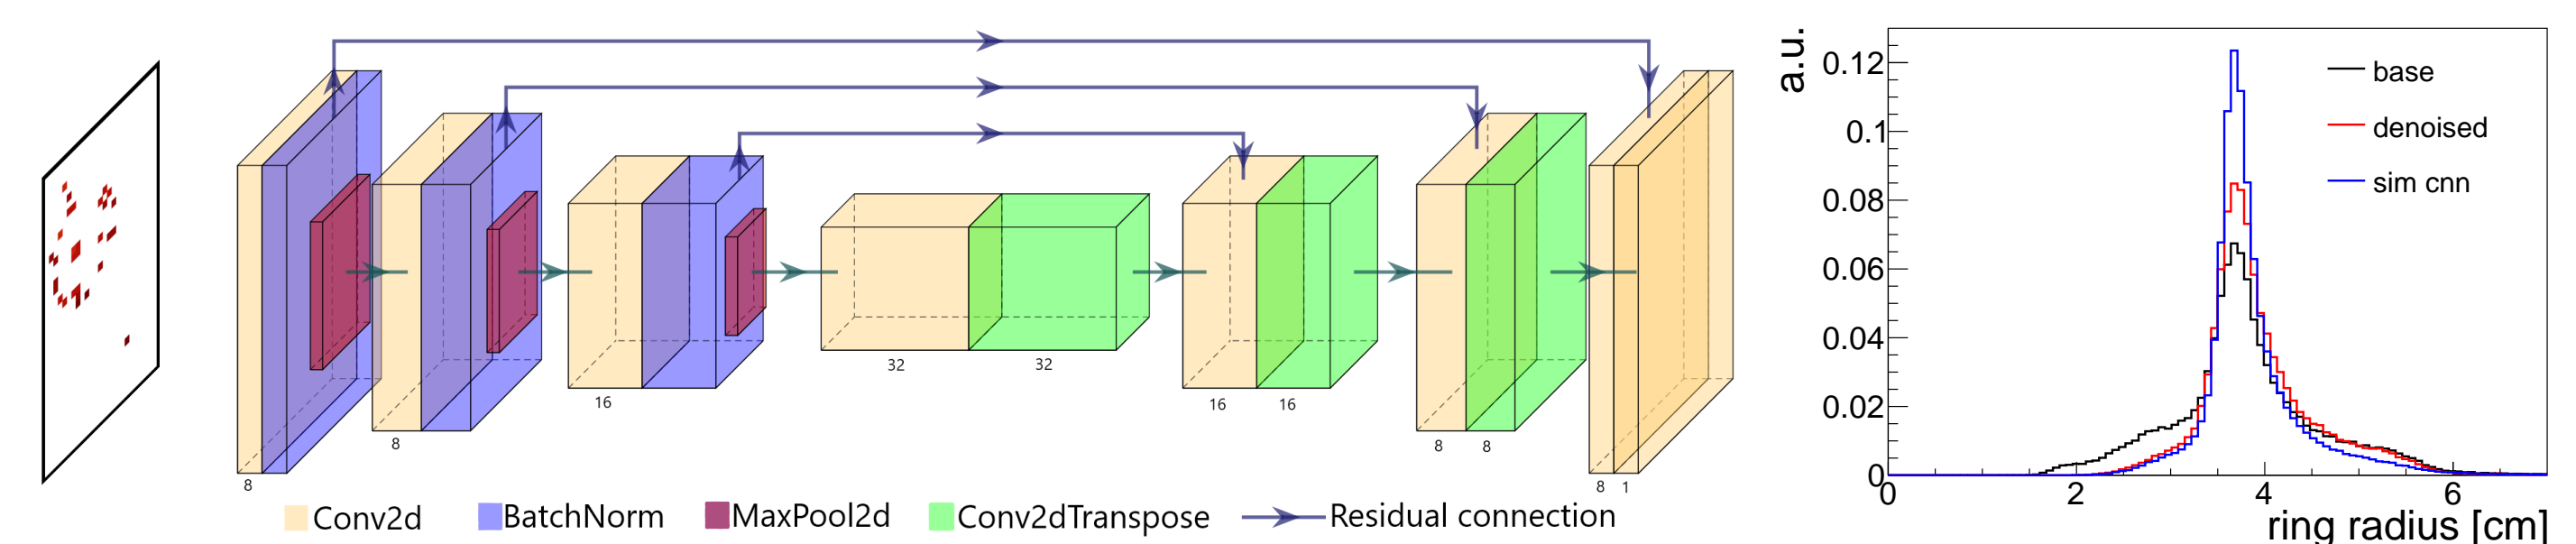 8
8
16
32
32
16
16
8
8
8
1
Conv2d
BatchNorm
MaxPool2d
Conv2dTranspose
Residual connection
a.u.
0.12
0.1
0.08
0.06
0.04
0.02
0
base
denoised
sim cnn
0
2
4
6
ring radius [cm]